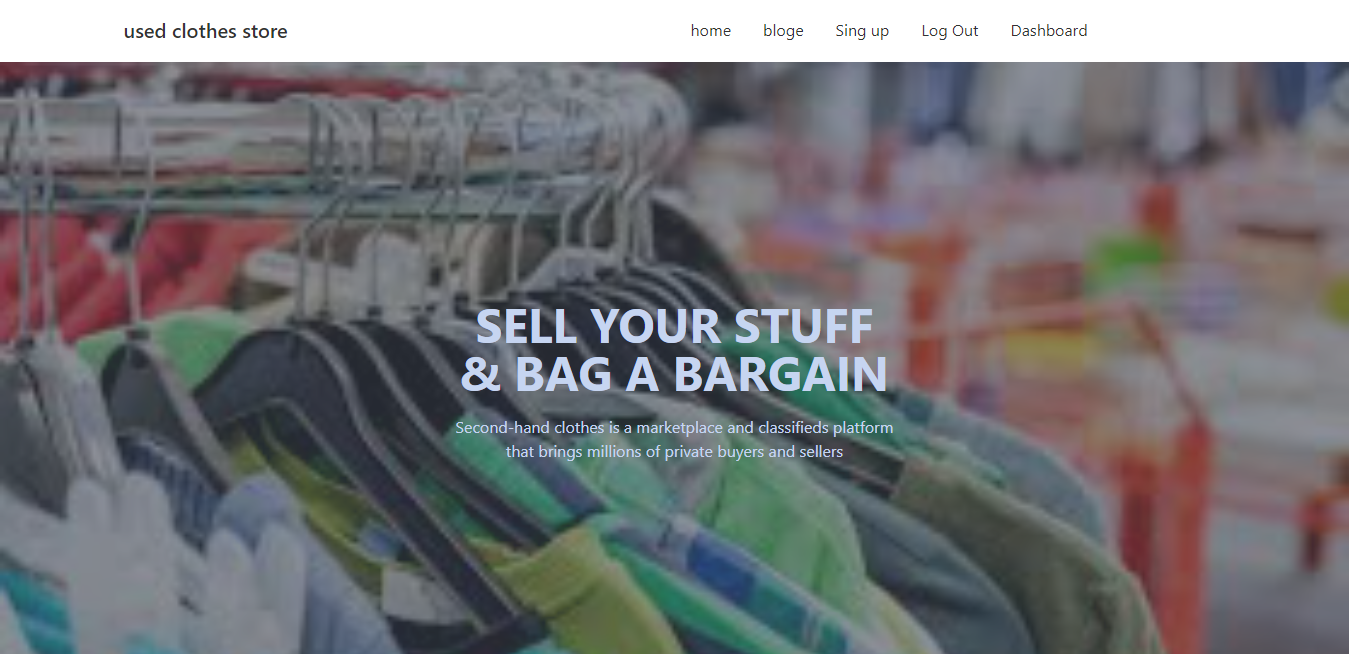 used clothes store
home bloge Sing up Log Out Dashboard
SELL YOUR STUFF
& BAG A BARGAIN
Second-hand clothes is a marketplace and classifieds platform
that brings millions of private buyers and sellers